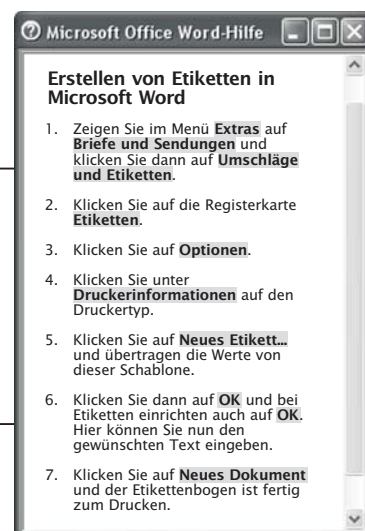 Microsoft Office Word-Hilfe
Erstellen von Etiketten in
Microsoft Word
1. Zeigen Sie im Menü Extras auf
Briefe und Sendungen und
klicken Sie dann auf Umschläge
und Etiketten.
2. Klicken Sie auf die Registerkarte
Etiketten.
3. Klicken Sie auf Optionen.
4. Klicken Sie unter
Druckerinformationen auf den
Druckertyp.
5. Klicken Sie auf Neues Etikett...
und übertragen die Werte von
dieser Schablone.
6. Klicken Sie dann auf OK und bei
Etiketten einrichten auch auf OK.
Hier können Sie nun den
gewünschten Text eingeben.
7. Klicken Sie auf Neues Dokument
und der Etikettenbogen ist fertig
zum Drucken.